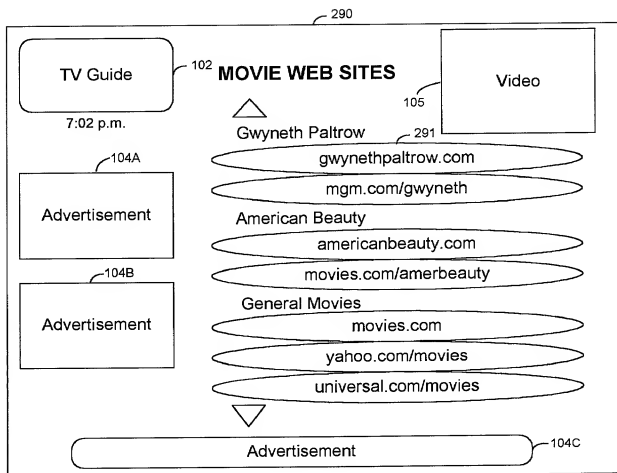 290
TV Guide
102
MOVIE WEB SITES
Video
105
7:02 p.m.
Gwyneth Paltrow
291
gwynethpaltrow.com
mgm.com/gwyneth
104A
Advertisement
American Beauty
americanbeauty.com
movies.com/amerbeauty
104B
Advertisement
General Movies
movies.com
yahoo.com/movies
universal.com/movies
Advertisement
104C